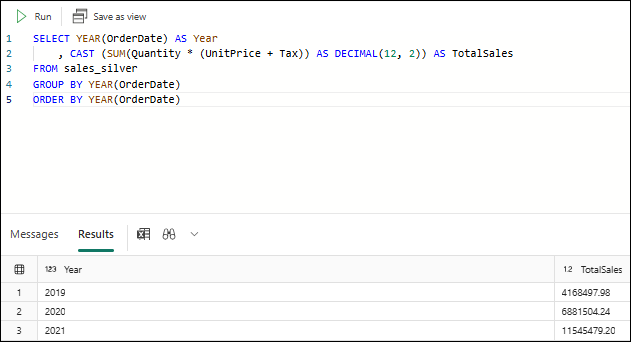 Run Save as view
1 SELECT YEAR(OrderDate) AS Year
2 , CAST (SUM(Quantity * (UnitPrice + Tax)) AS DECIMAL(12, 2)) AS TotalSales
3 FROM sales_silver
4 GROUP BY YEAR(OrderDate)
5 ORDER BY YEAR(OrderDate)
Messages Results
123 Year 1.2 TotalSales
1 2019 4168497.98
2 2020 6881504.24
3 2021 11545479.20